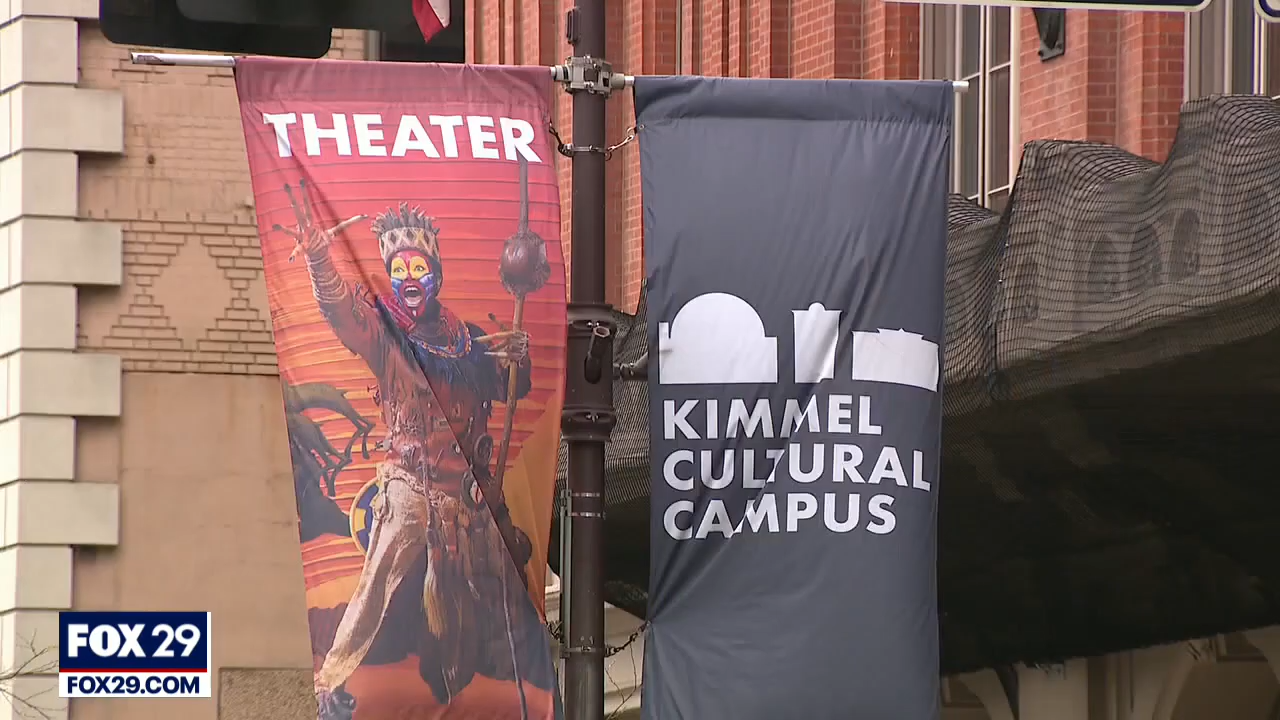 THEATER
KIMMEL
CULTURAL
CAMPUS
FOX 29
FOX29.COM